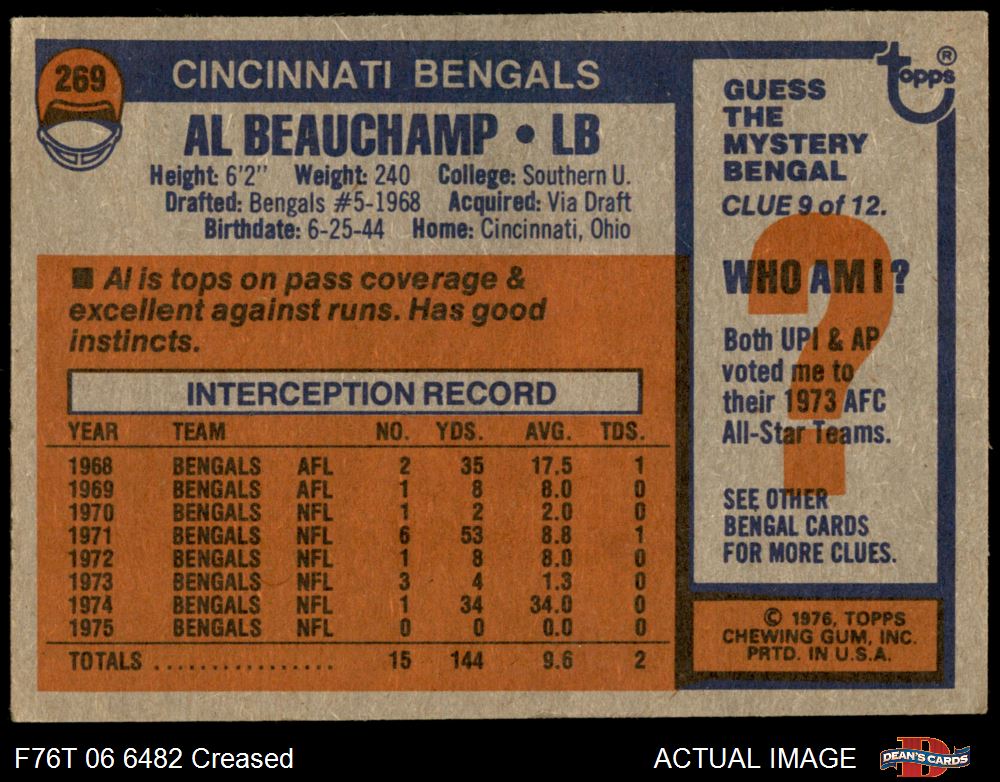 269
CINCINNATI BENGALS
AL BEAUCHAMP • LB
Height: 6'2" Weight: 240 College: Southern U.
Drafted: Bengals #5-1968 Acquired: Via Draft
Birthdate: 6-25-44 Home: Cincinnati, Ohio
■ Al is tops on pass coverage &
excellent against runs. Has good
instincts.
INTERCEPTION RECORD
YEAR TEAM NO. YDS. AVG. TDS.
1968 BENGALS AFL 2 35 17.5 1
1969 BENGALS AFL 1 8 8.0 0
1970 BENGALS NFL 1 2 2.0 0
1971 BENGALS NFL 6 53 8.8 1
1972 BENGALS NFL 1 8 8.0 0
1973 BENGALS NFL 3 4 1.3 0
1974 BENGALS NFL 1 34 34.0 0
1975 BENGALS NFL 0 0 0.0 0
TOTALS ................ 15 144 9.6 2
topps ®
GUESS
THE
MYSTERY
BENGAL
CLUE 9 of 12.
?
WHO AM I?
Both UPI & AP
voted me to
their 1973 AFC
All-Star Teams.
SEE OTHER
BENGAL CARDS
FOR MORE CLUES.
© 1976, TOPPS
CHEWING GUM, INC.
PRTD. IN U.S.A.
F76T 06 6482 Creased
ACTUAL IMAGE
D
DEAN'S CARDS